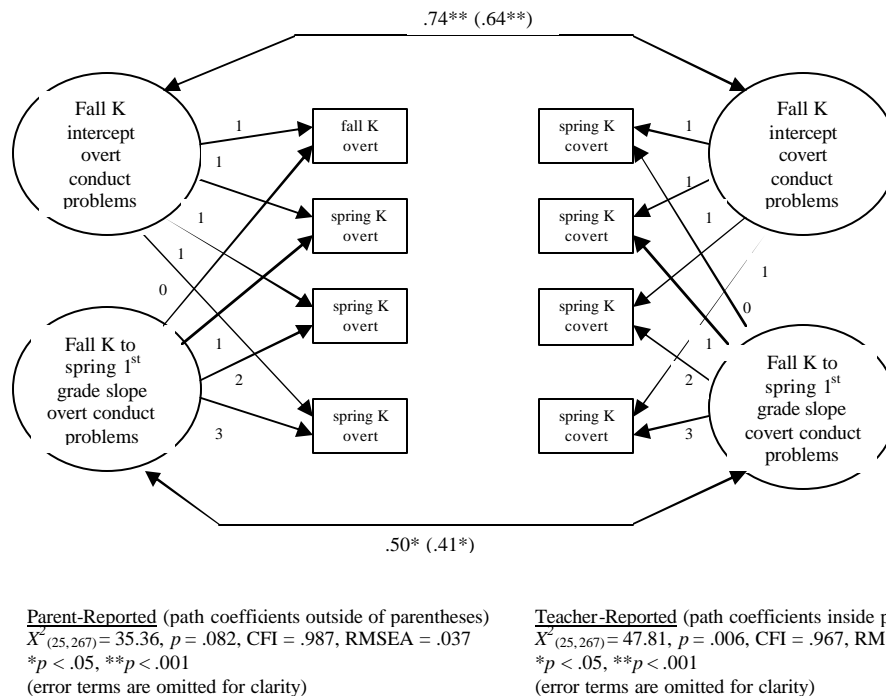 .74** (.64**)
Fall K
intercept
overt
conduct
problems
1
1
1
1
0
fall K
overt
spring K
overt
spring K
overt
spring K
overt
Fall K to
spring 1st
grade slope
overt conduct
problems
1
2
3
spring K
covert
spring K
covert
spring K
covert
spring K
covert
1
1
1
1
0
1
2
3
Fall K
intercept
covert
conduct
problems
Fall K to
spring 1st
grade slope
covert conduct
problems
.50* (.41*)
Parent-Reported (path coefficients outside of parentheses)
X2(25,267) = 35.36, p = .082, CFI = .987, RMSEA = .037
*p < .05, **p < .001
(error terms are omitted for clarity)
Teacher-Reported (path coefficients inside p
X2(25,267) = 47.81, p = .006, CFI = .967, RM
*p < .05, **p < .001
(error terms are omitted for clarity)